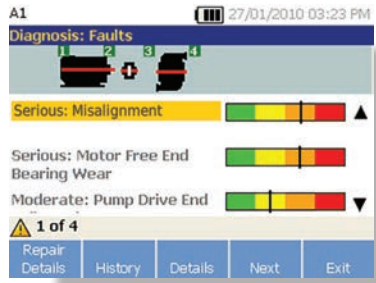 A1 27/01/2010 03:23 PM
Diagnosis: Faults
1 2 3 4
Serious: Misalignment
Serious: Motor Free End
Bearing Wear
Moderate: Pump Drive End
1 of 4
Repair
Details History Details Next Exit